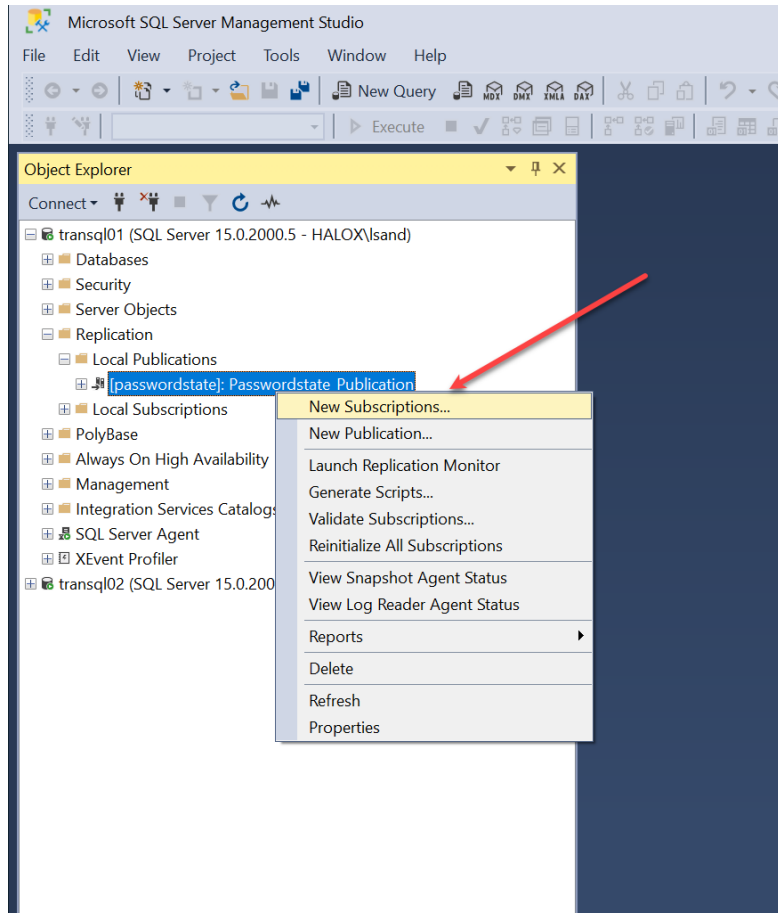 Microsoft SQL Server Management Studio
File Edit View Project Tools Window Help
New Query MDX DMX XMLA DAX
Execute
Object Explorer
Connect
transql01 (SQL Server 15.0.2000.5 - HALOX\lsand)
Databases
Security
Server Objects
Replication
Local Publications
[passwordstate]: Passwordstate_Publication
Local Subscriptions
PolyBase
Always On High Availability
Management
Integration Services Catalogs
SQL Server Agent
XEvent Profiler
transql02 (SQL Server 15.0.200
New Subscriptions...
New Publication...
Launch Replication Monitor
Generate Scripts...
Validate Subscriptions...
Reinitialize All Subscriptions
View Snapshot Agent Status
View Log Reader Agent Status
Reports
Delete
Refresh
Properties